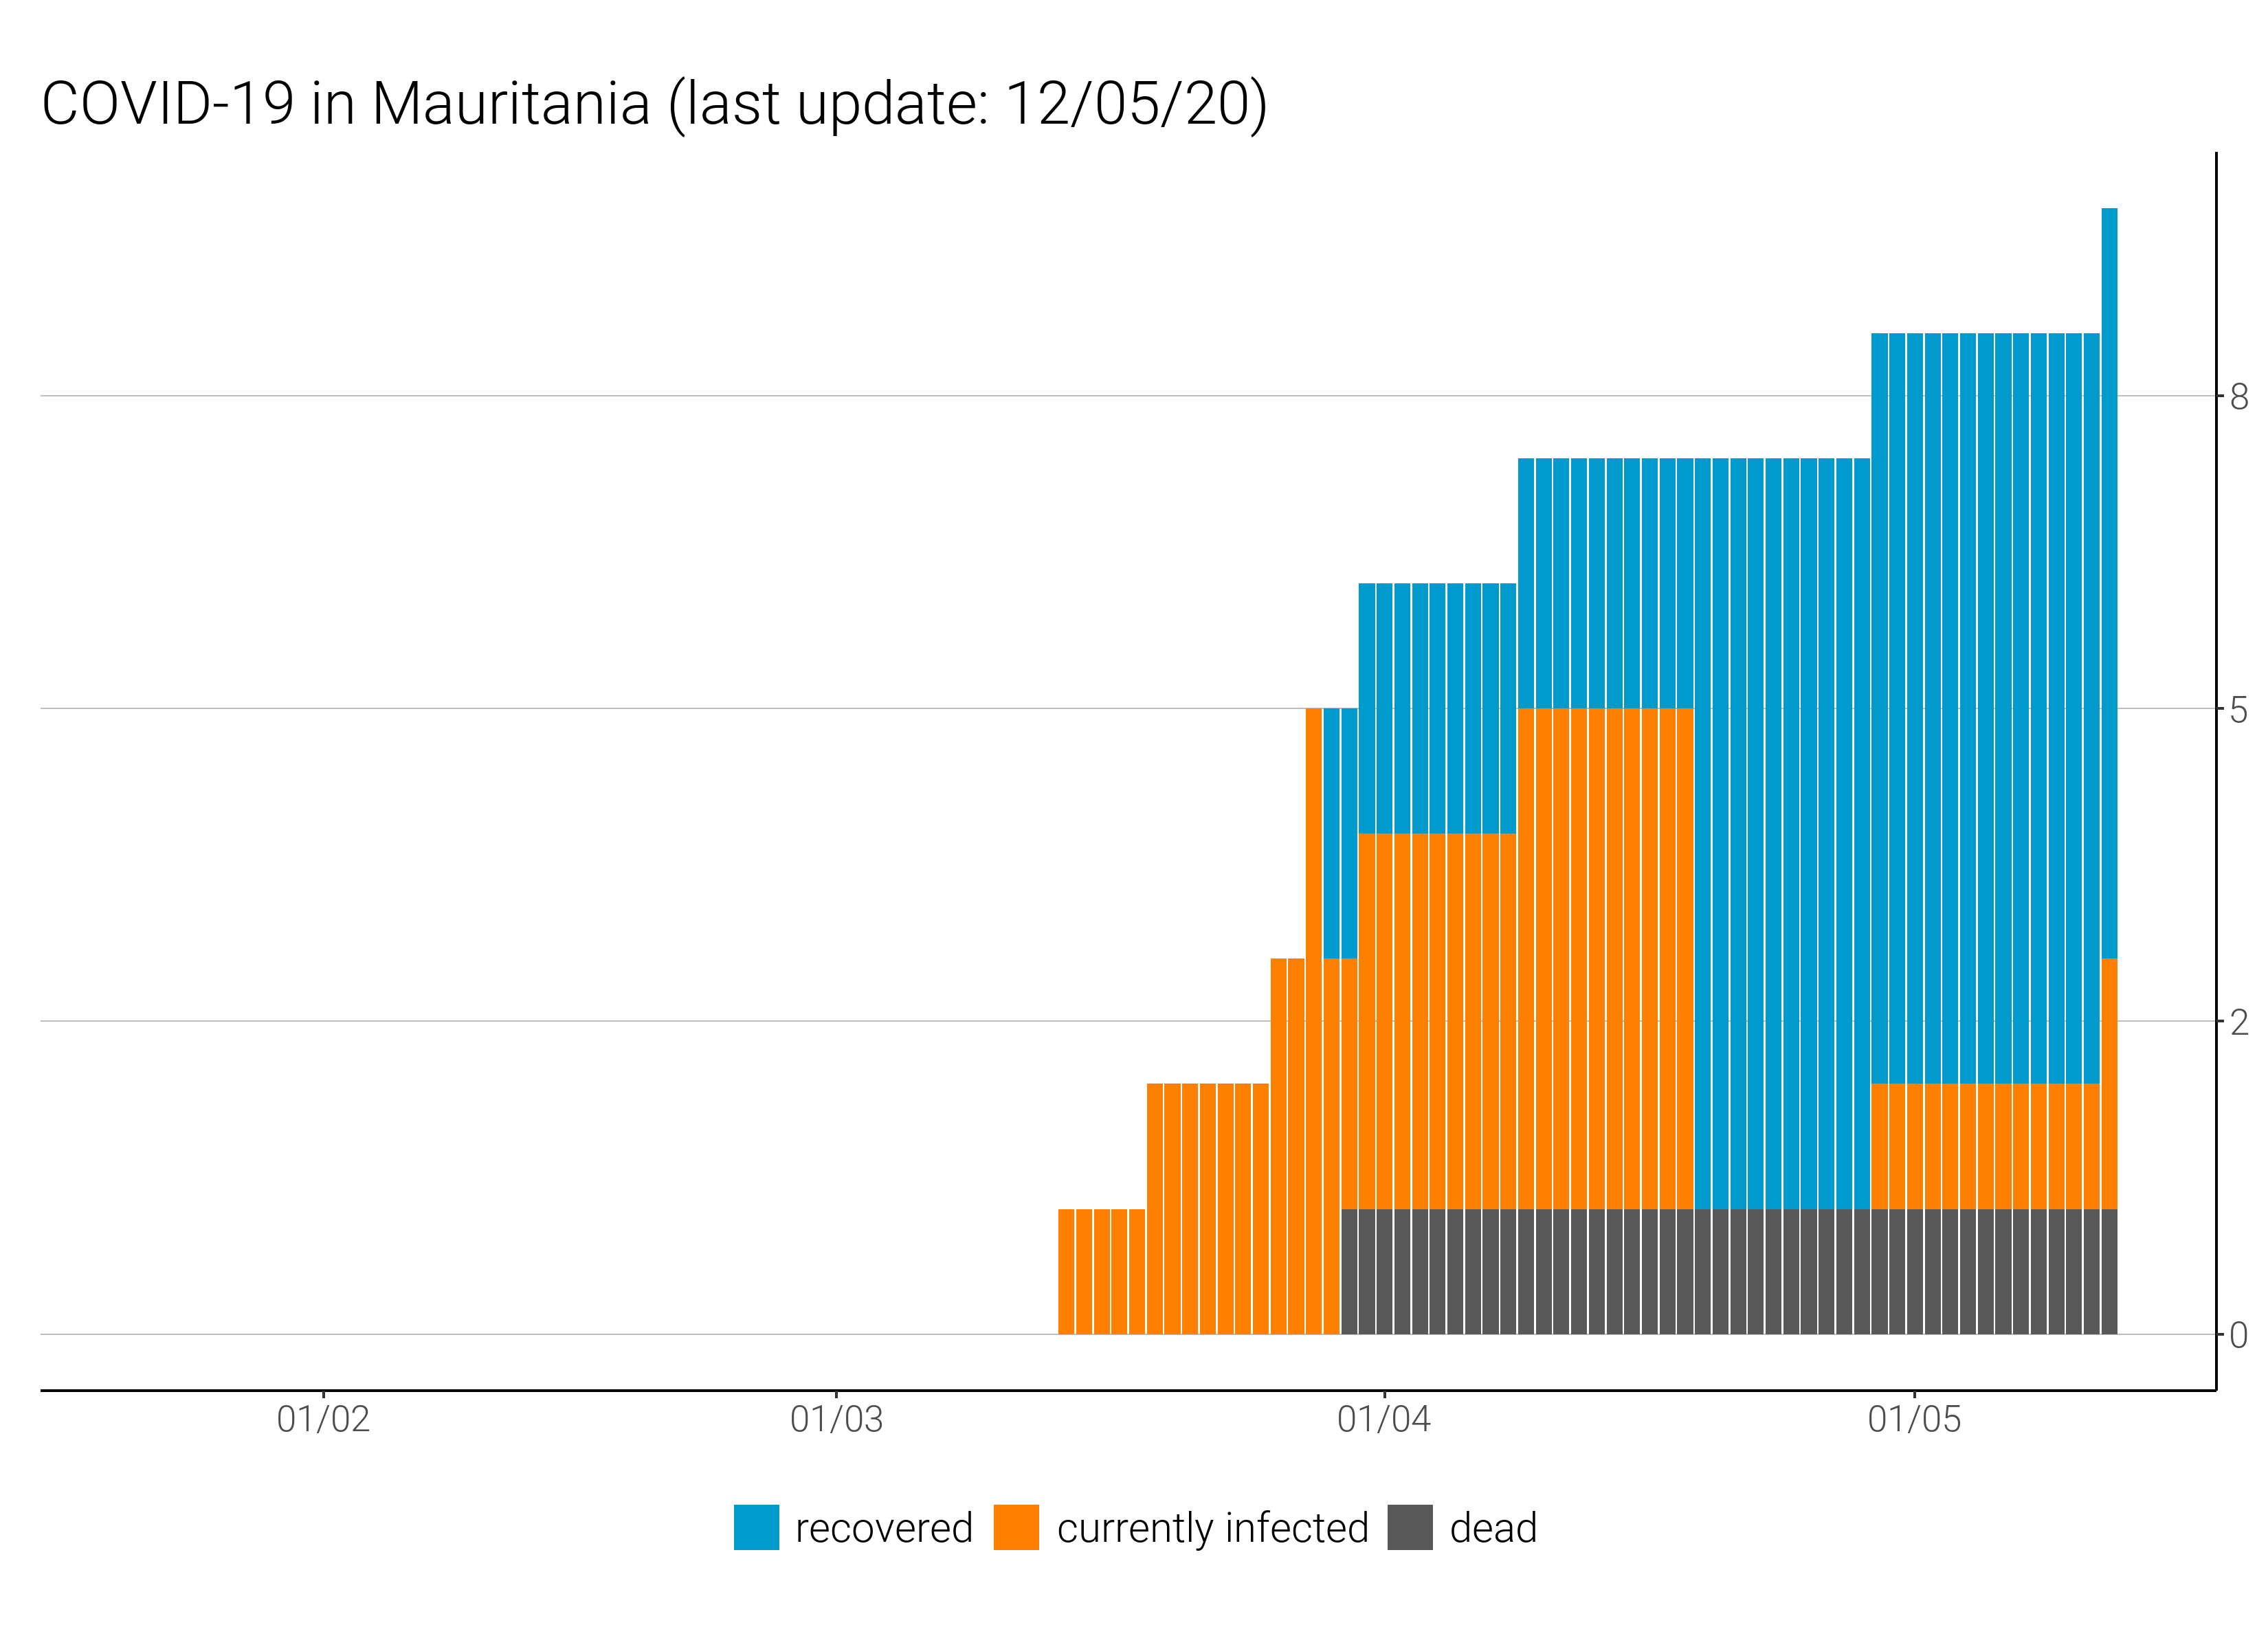 COVID-19 in Mauritania (last update: 12/05/20)
8
5
2
0
01/02 01/03 01/04 01/05
recovered currently infected dead